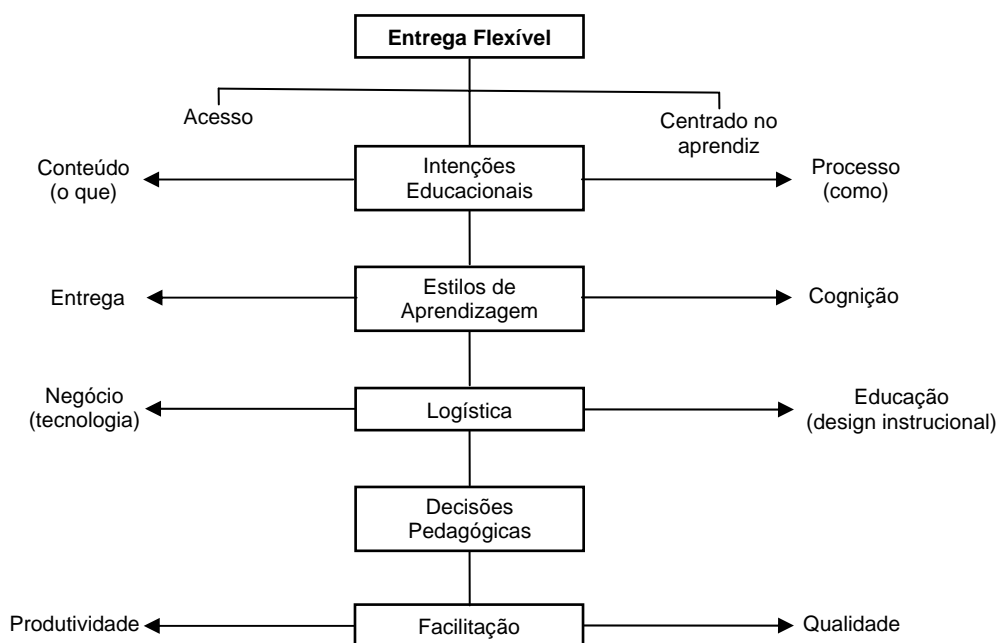 Entrega Flexível
Acesso
Centrado no
aprendiz
Conteúdo
(o que)
Intenções
Educacionais
Processo
(como)
Entrega
Estilos de
Aprendizagem
Cognição
Negócio
(tecnologia)
Logística
Educação
(design instrucional)
Decisões
Pedagógicas
Produtividade
Facilitação
Qualidade